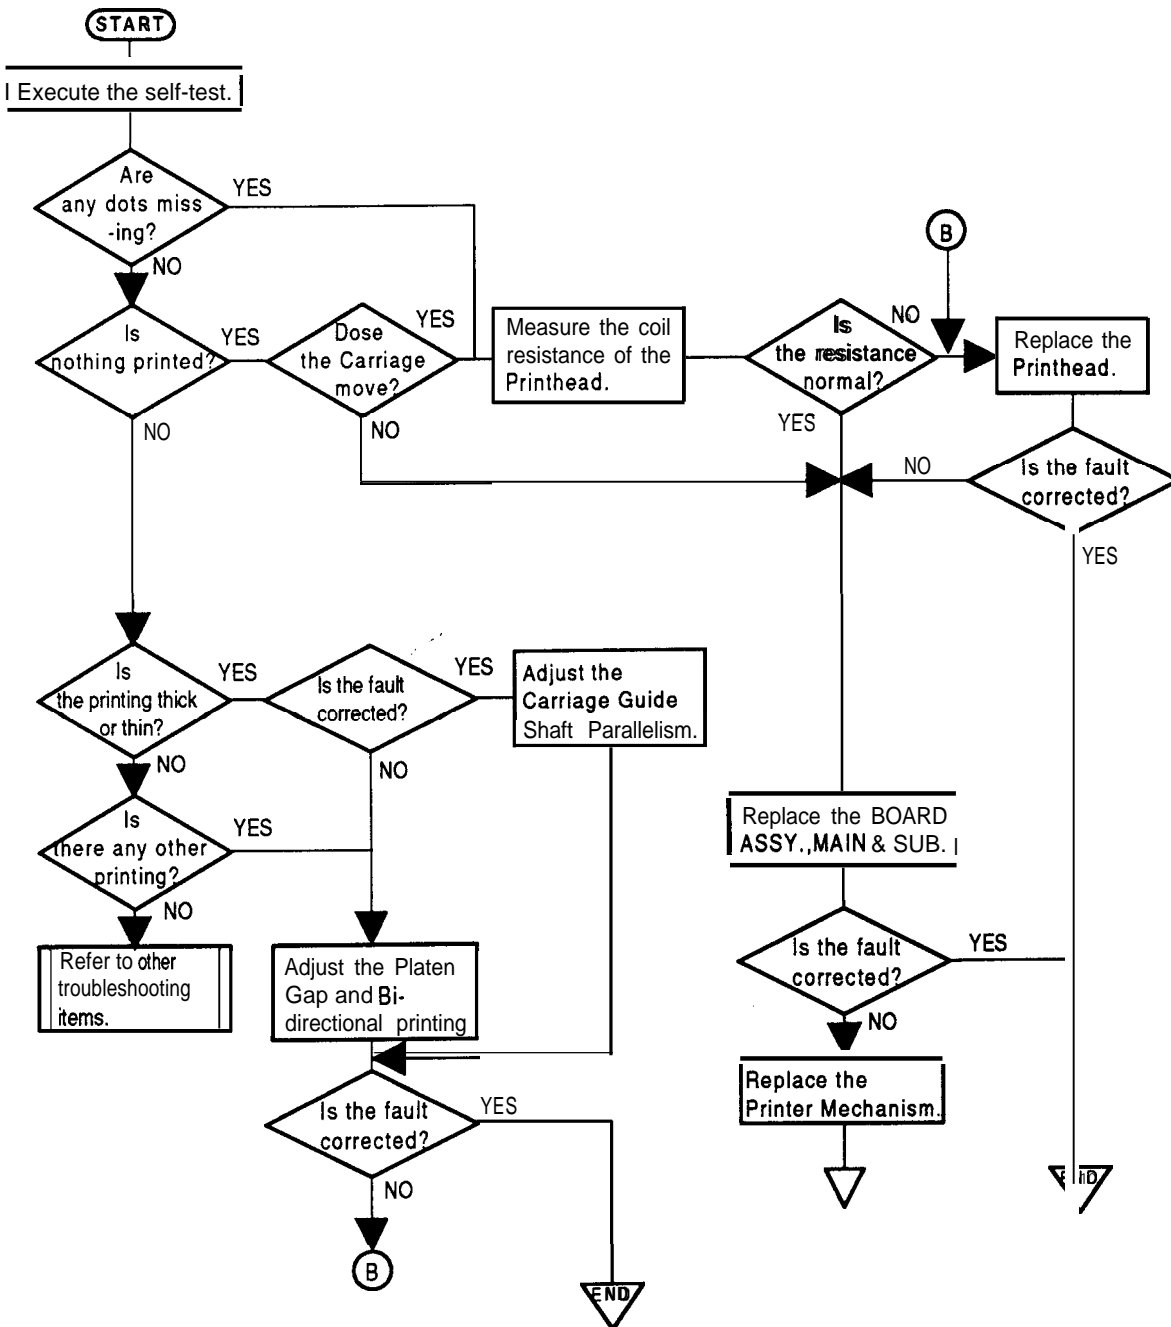 START
Execute the self-test.
Are
any dots miss
-ing?
YES
NO
Is
nothing printed?
YES
NO
Dose
the Carriage
move?
YES
NO
Measure the coil
resistance of the
Printhead.
Is
the resistance
normal?
NO
YES
B
Replace the
Printhead.
Is the fault
corrected?
NO
YES
Is
the printing thick
or thin?
YES
NO
Is the fault
corrected?
YES
NO
Adjust the
Carriage Guide
Shaft Parallelism.
Is
there any other
printing?
YES
NO
Refer to other
troubleshooting
items.
Adjust the Platen
Gap and Bi-
directional printing
Is the fault
corrected?
YES
NO
B
END
Replace the BOARD
ASSY.,MAIN & SUB.
Is the fault
corrected?
YES
NO
Replace the
Printer Mechanism.
END